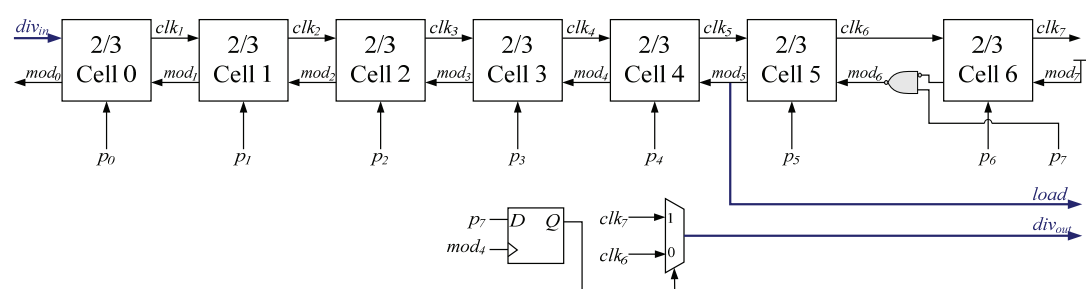 div_in clk_1 clk_2 clk_3 clk_4 clk_5 clk_6 clk_7
2/3 2/3 2/3 2/3 2/3 2/3 2/3
Cell 0 Cell 1 Cell 2 Cell 3 Cell 4 Cell 5 Cell 6
mod_0 mod_1 mod_2 mod_3 mod_4 mod_5 mod_6 mod_7
p_0 p_1 p_2 p_3 p_4 p_5 p_6 p_7
load
p_7 D Q clk_7 1 div_out
mod_4 clk_6 0